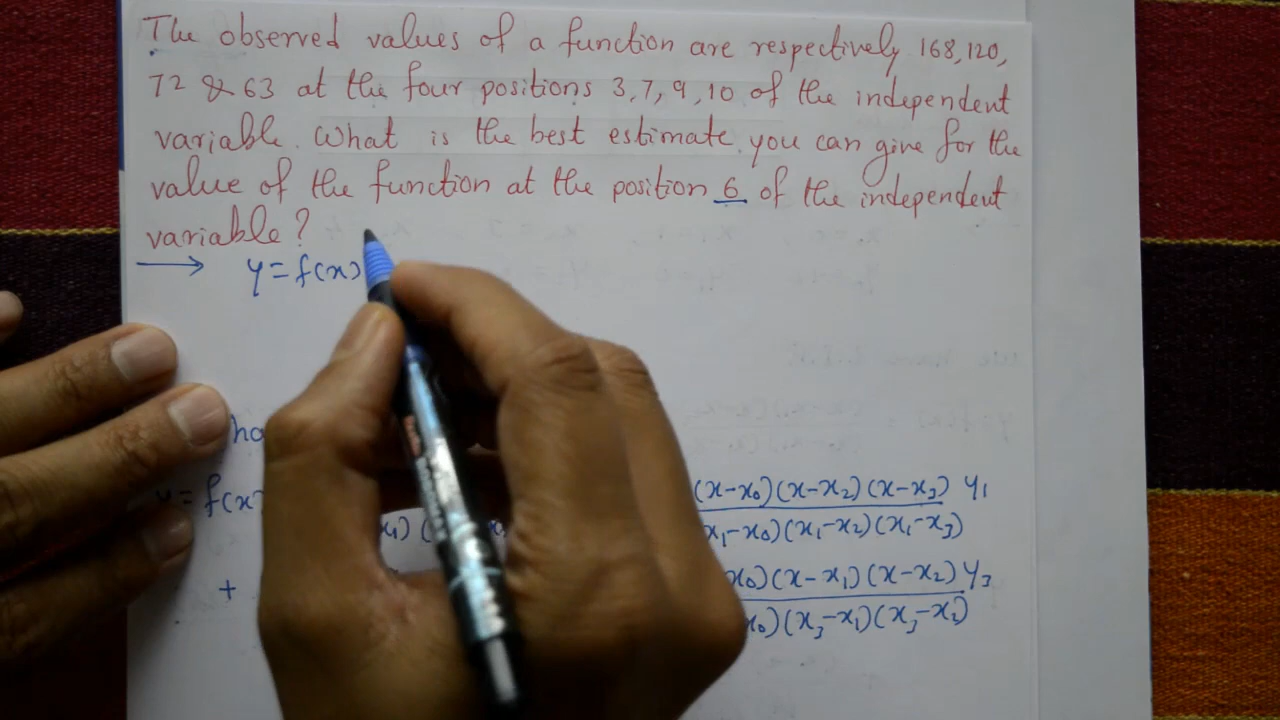 The observed values of a function are respectively 168, 120,
72 & 63 at the four positions 3, 7, 9, 10 of the independent
variable. What is the best estimate you can give for the
value of the function at the position 6 of the independent
variable?
→ y = f(x)
y = f(x) (x-x₀)(x-x₂)(x-x₃) y₁
x₁) ( x₁-x₀)(x₁-x₂)(x₁-x₃)
+ x₀)(x-x₁)(x-x₂) y₃
x₀)(x₃-x₁)(x₃-x₂)